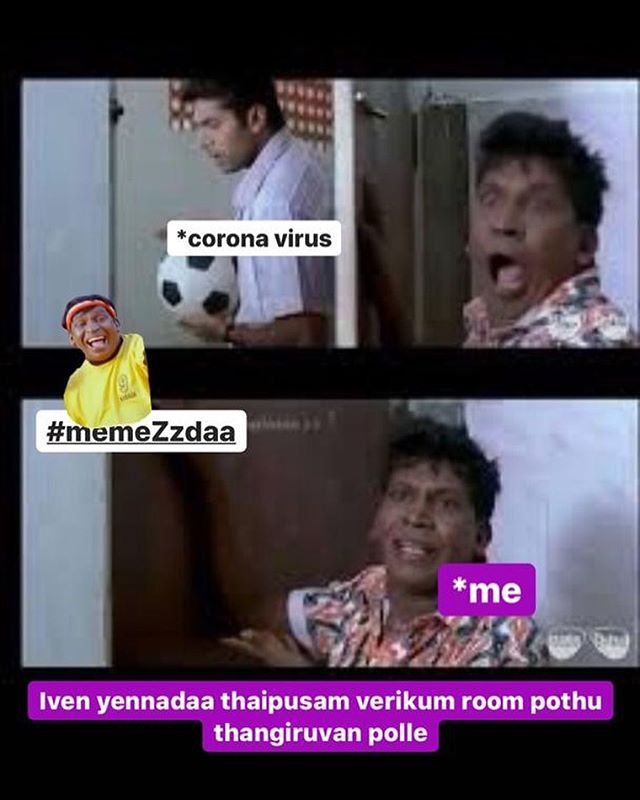 *corona virus
#memeZzdaa
*me
Iven yennadaa thaipusam verikum room pothu
thangiruvan polle